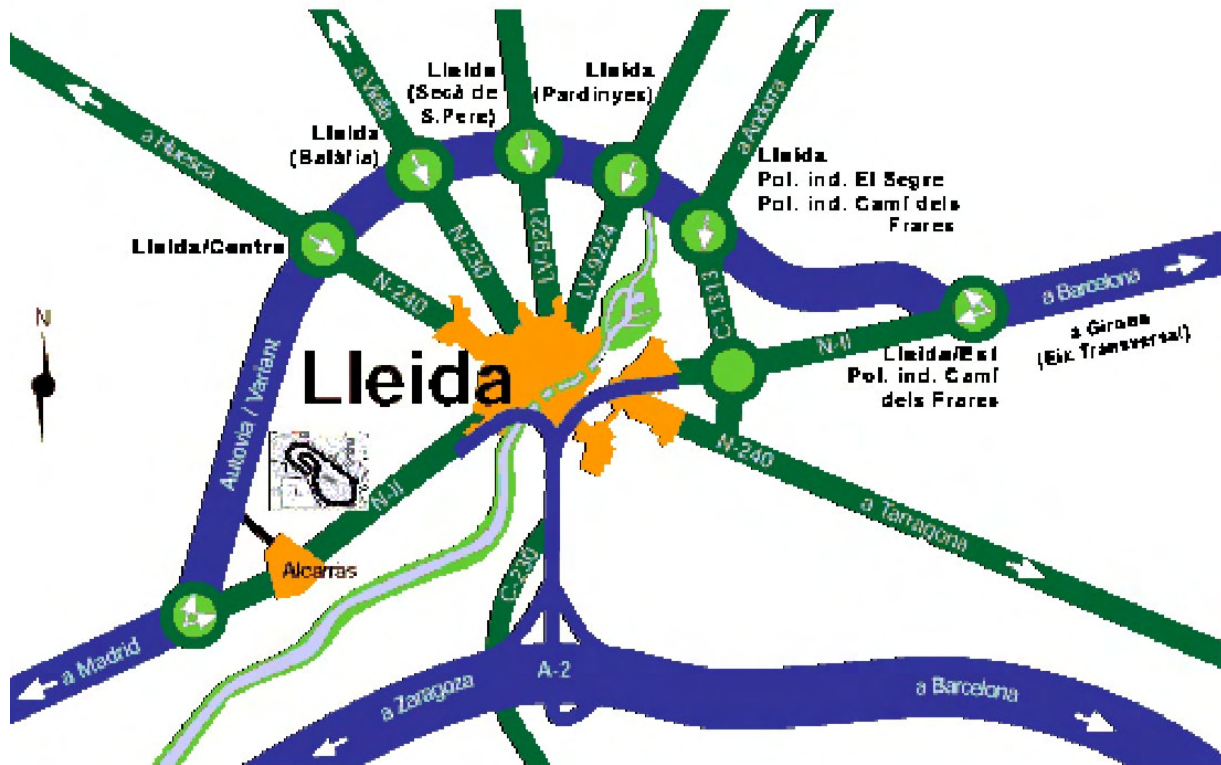 Lleida
(Secà de
S.Pere)
Lleida
(Pardinyes)
a Viella
a Andorra
a Huesca
Lleida
(Balàfia)
Lleida
Pol. ind. El Segre
Pol. ind. Camí dels
Frares
Lleida/Centre
N-240
N-230
LV-9221
LV-9224
C-1313
a Barcelona
a Girona
(Eix Transversal)
N-II
Lleida/Est
Pol. ind. Camí
dels Frares
N
Lleida
Autovia / Variant
N-240
a Tarragona
N-II
Alcarràs
C-230
a Madrid
A-2
a Zaragoza
a Barcelona